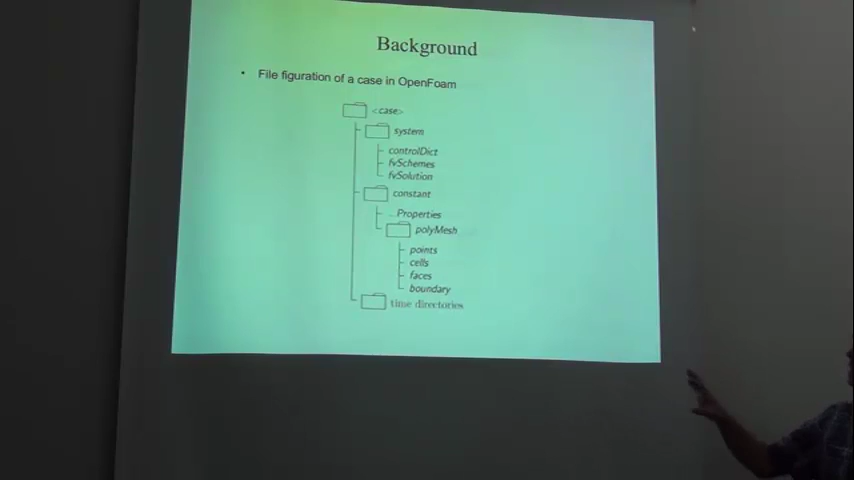 Background
• File figuration of a case in OpenFoam
<case>
system
controlDict
fvSchemes
fvSolution
constant
...Properties
polyMesh
points
cells
faces
boundary
time directories